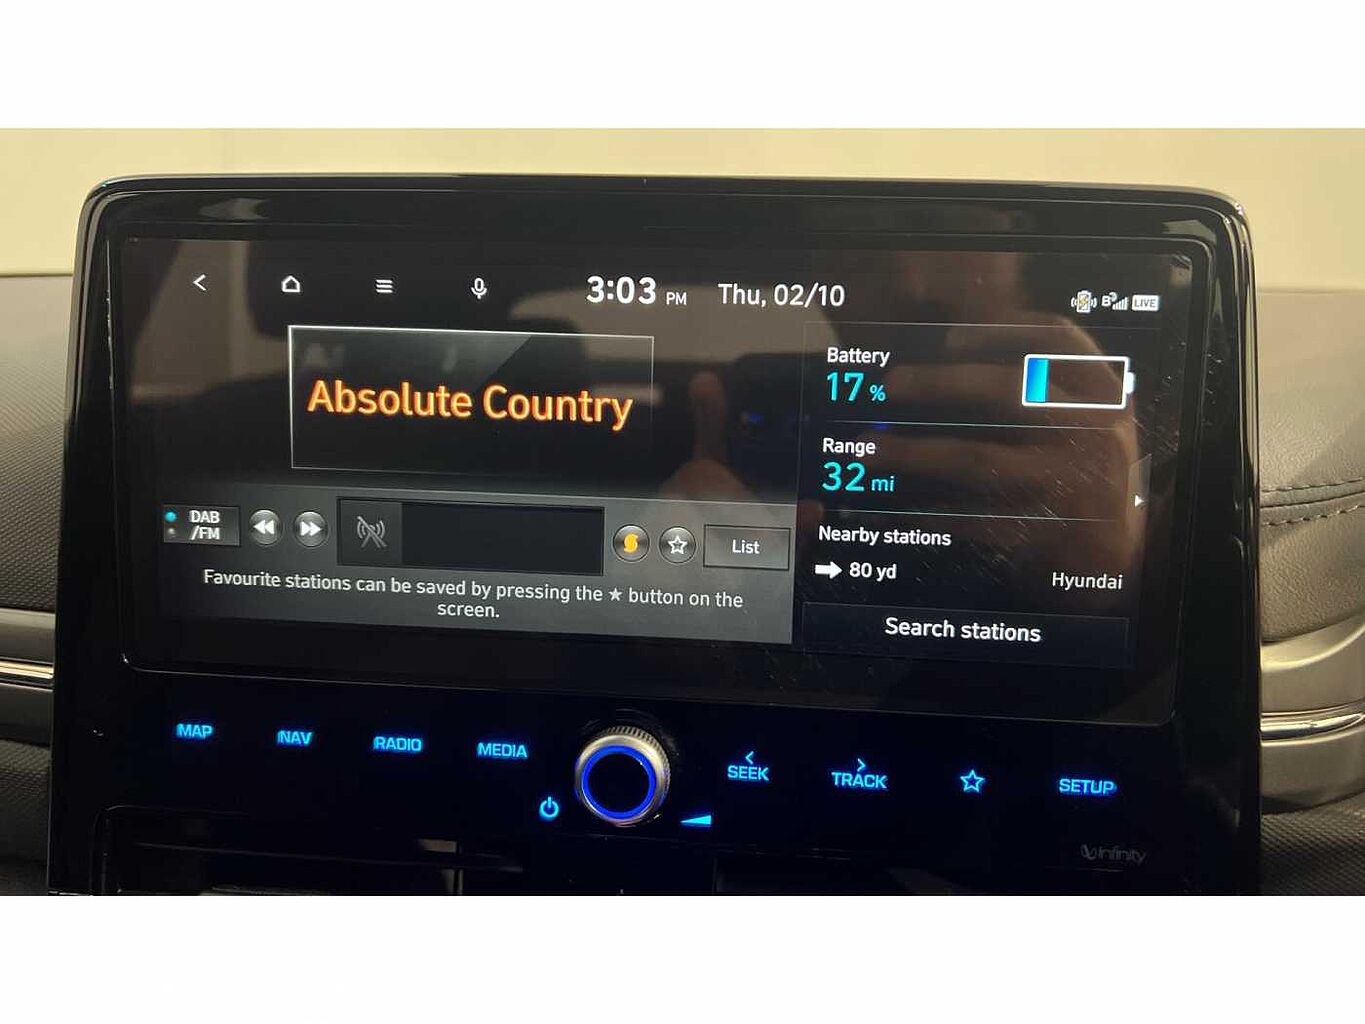 3:03 PM Thu, 02/10
B LIVE
Absolute Country
Battery
17 %
Range
32 mi
Nearby stations
80 yd
Hyundai
Search stations
DAB
/FM
List
Favourite stations can be saved by pressing the ★ button on the
screen.
MAP NAV RADIO MEDIA < SEEK > TRACK SETUP
infinity